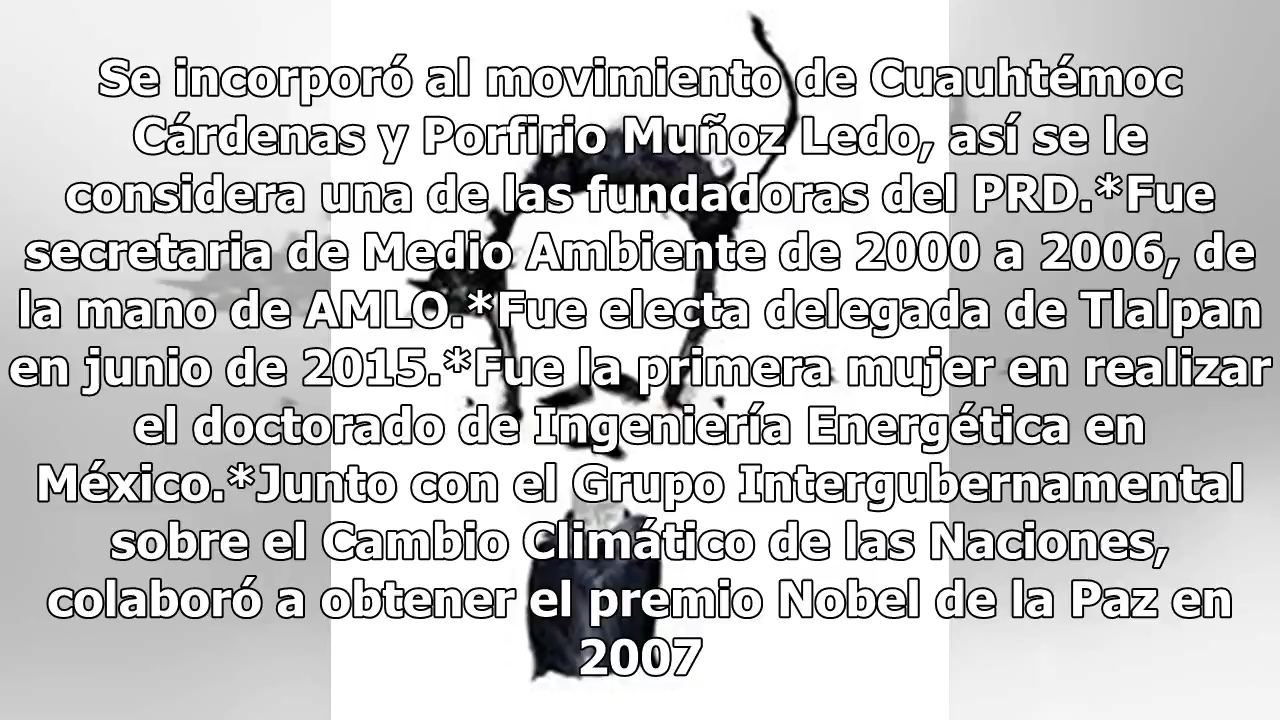 Se incorporó al movimiento de Cuauhtémoc
Cárdenas y Porfirio Muñoz Ledo, así se le
considera una de las fundadoras del PRD.*Fue
secretaria de Medio Ambiente de 2000 a 2006, de
la mano de AMLO.*Fue electa delegada de Tlalpan
en junio de 2015.*Fue la primera mujer en realizar
el doctorado de Ingeniería Energética en
México.*Junto con el Grupo Intergubernamental
sobre el Cambio Climático de las Naciones,
colaboró a obtener el premio Nobel de la Paz en
2007